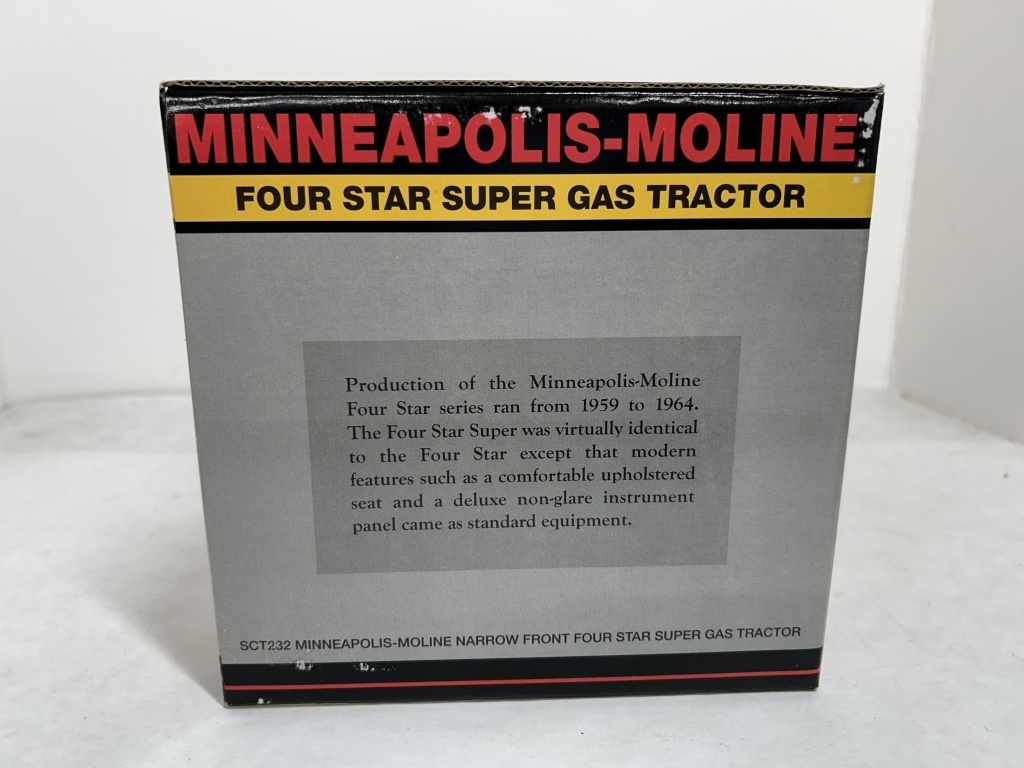 MINNEAPOLIS-MOLINE
FOUR STAR SUPER GAS TRACTOR
Production of the Minneapolis-Moline
Four Star series ran from 1959 to 1964.
The Four Star Super was virtually identical
to the Four Star except that modern
features such as a comfortable upholstered
seat and a deluxe non-glare instrument
panel came as standard equipment.
SCT232 MINNEAPOLIS-MOLINE NARROW FRONT FOUR STAR SUPER GAS TRACTOR